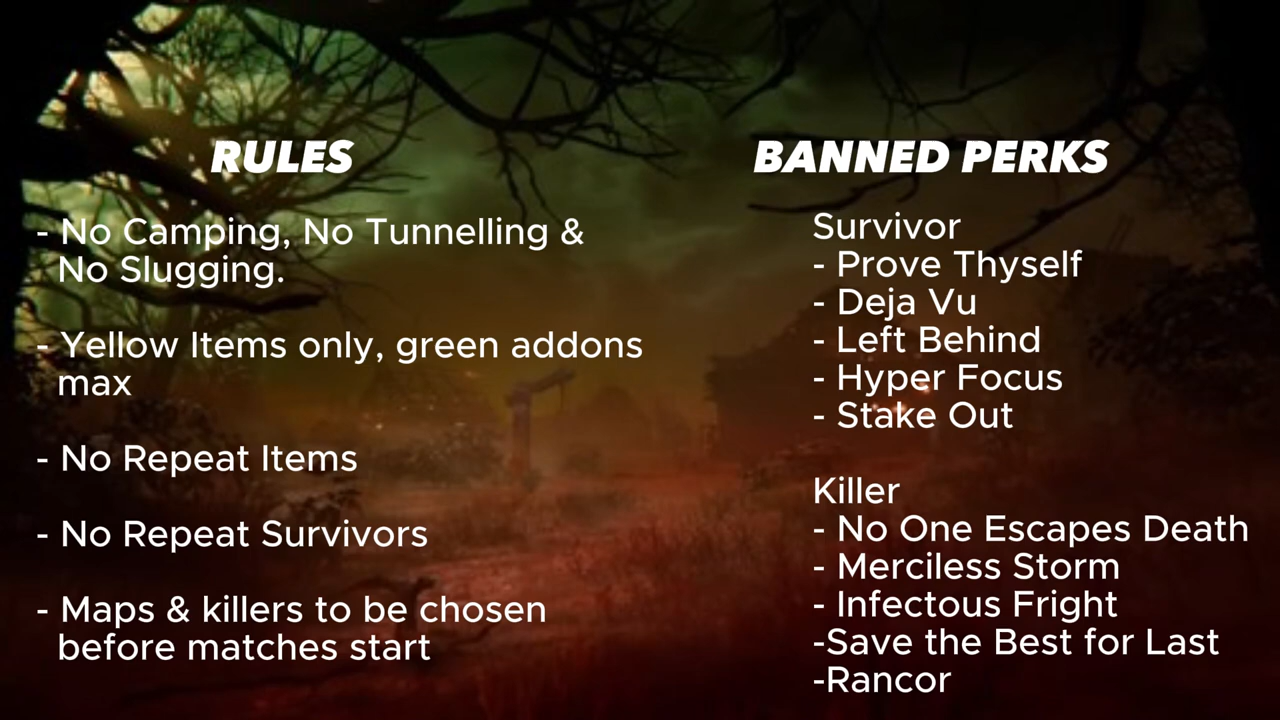 RULES
- No Camping, No Tunnelling &
No Slugging.
- Yellow Items only, green addons
max
- No Repeat Items
- No Repeat Survivors
- Maps & killers to be chosen
before matches start
BANNED PERKS
Survivor
- Prove Thyself
- Deja Vu
- Left Behind
- Hyper Focus
- Stake Out
Killer
- No One Escapes Death
- Merciless Storm
- Infectous Fright
-Save the Best for Last
-Rancor